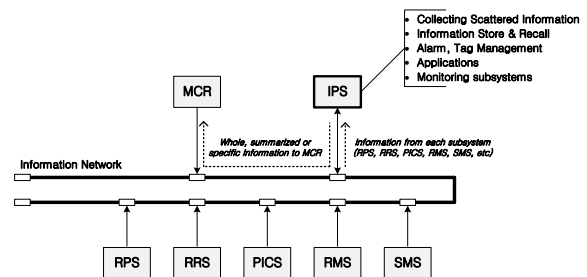 • Collecting Scattered Information
• Information Store & Recall
• Alarm, Tag Management
• Applications
• Monitoring subsystems
MCR
IPS
Whole, summarized or
specific information to MCR
Information from each subsystem
(RPS, RRS, PICS, RMS, SMS, etc)
Information Network
RPS
RRS
PICS
RMS
SMS